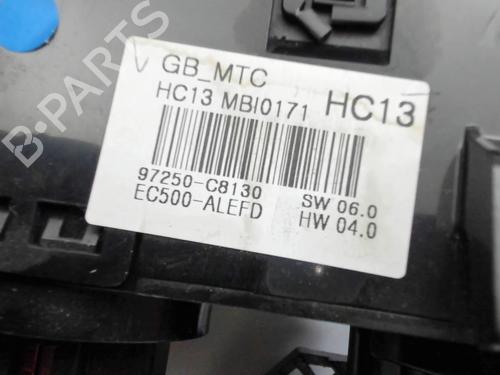 V GB_MTC
HC13 MBI0171 HC13
97250-C8130 SW 06.0
EC500-ALEFD HW 04.0
B-PARTS